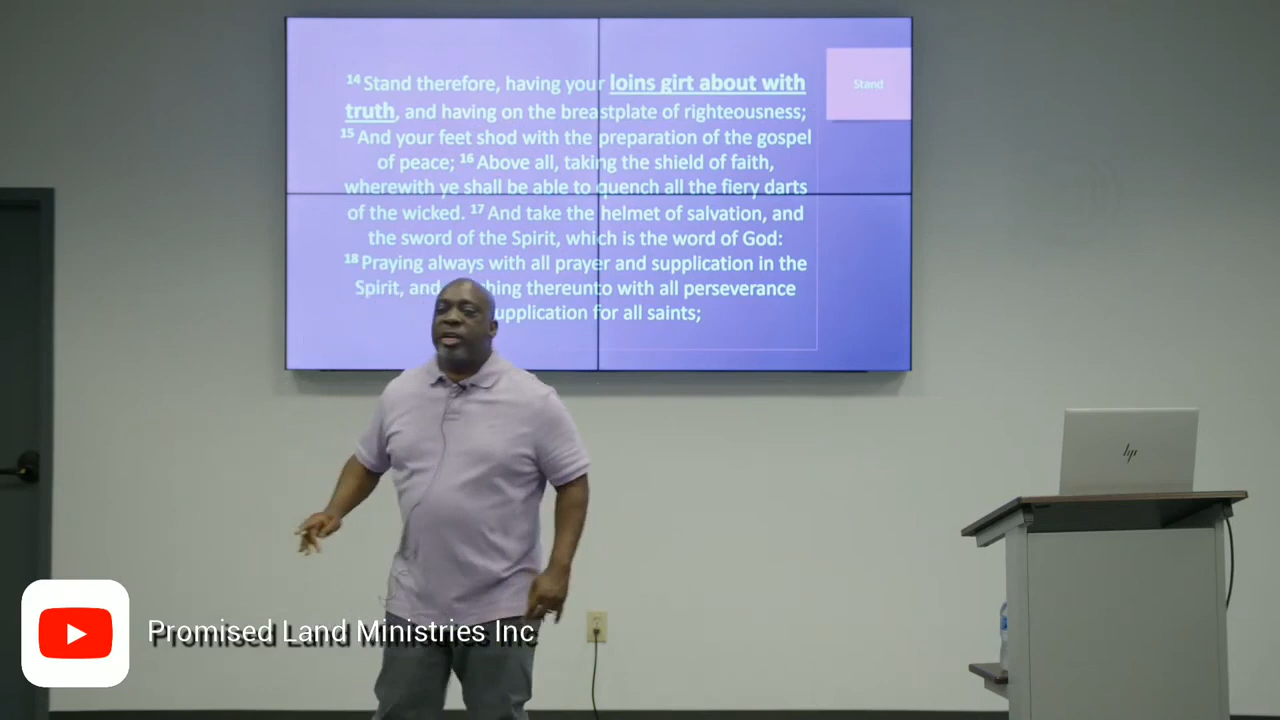 14 Stand therefore, having your loins girt about with
truth, and having on the breastplate of righteousness;
15 And your feet shod with the preparation of the gospel
of peace; 16 Above all, taking the shield of faith,
wherewith ye shall be able to quench all the fiery darts
of the wicked. 17 And take the helmet of salvation, and
the sword of the Spirit, which is the word of God:
18 Praying always with all prayer and supplication in the
Spirit, and thereunto with all perseverance
for all saints;
Stand
hp
Promised Land Ministries Inc